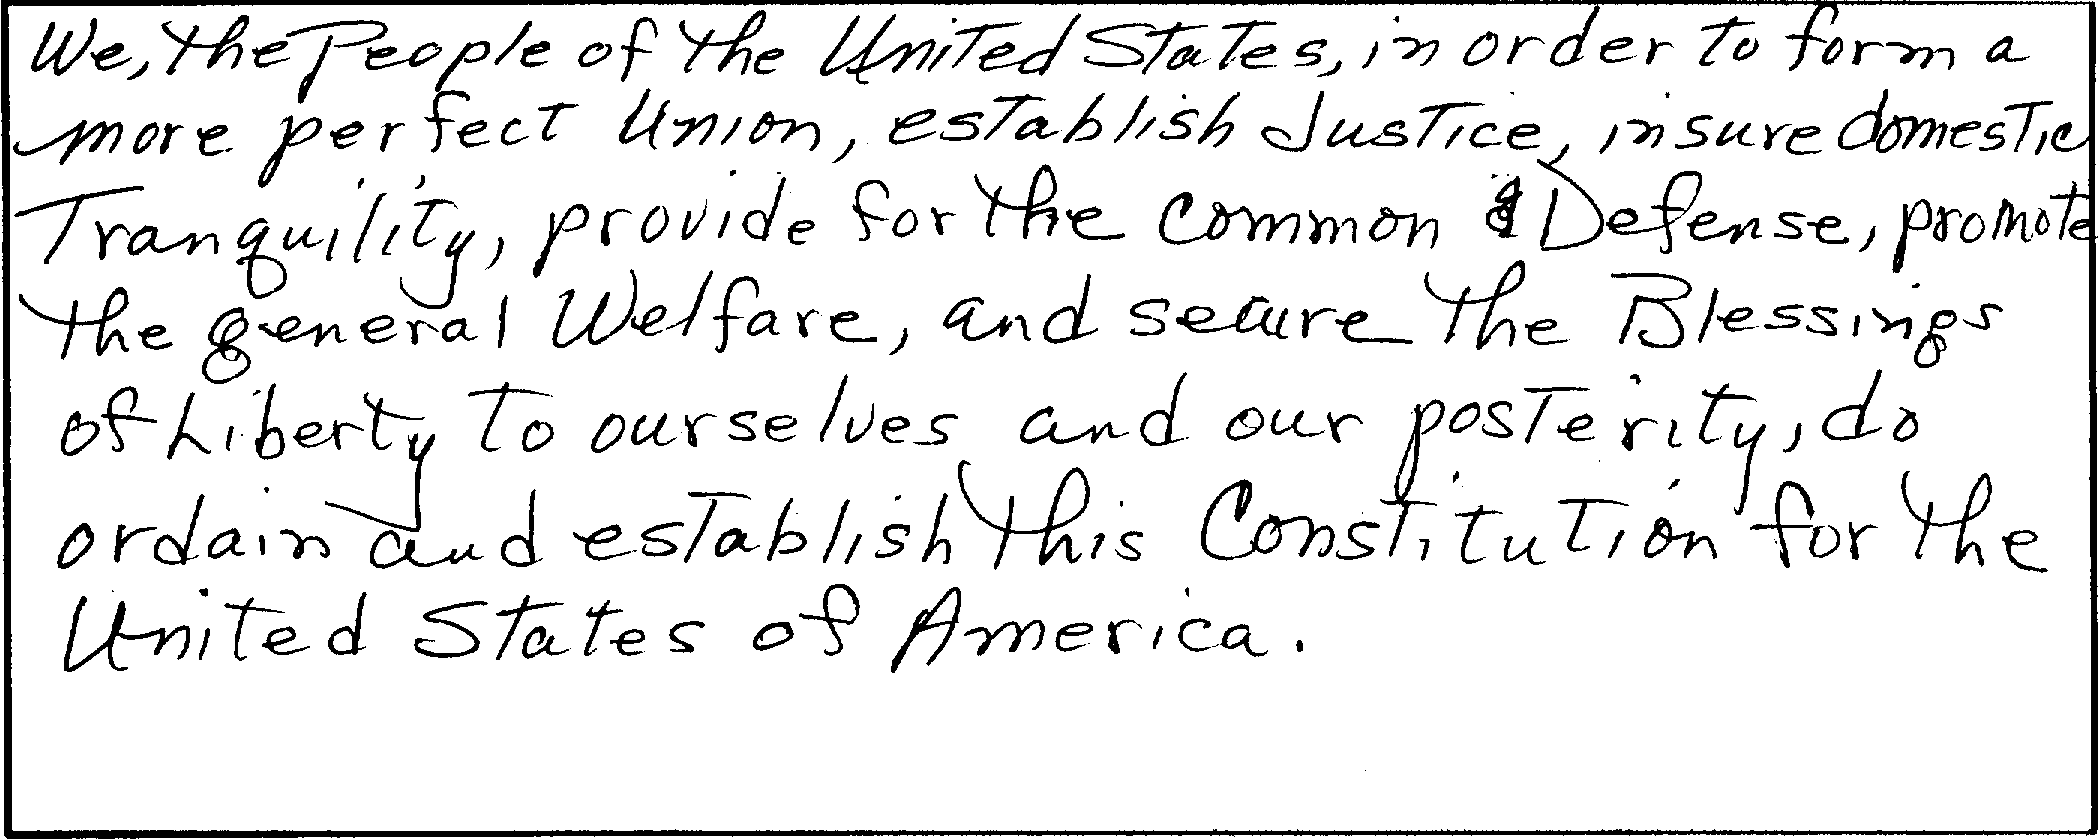 We, the People of the United States, in order to form a
more perfect Union, establish Justice, insure domestic
Tranquility, provide for the common Defense, promote
the general Welfare, and secure the Blessings
of Liberty to ourselves and our posterity, do
ordain and establish this Constitution for the
United States of America.